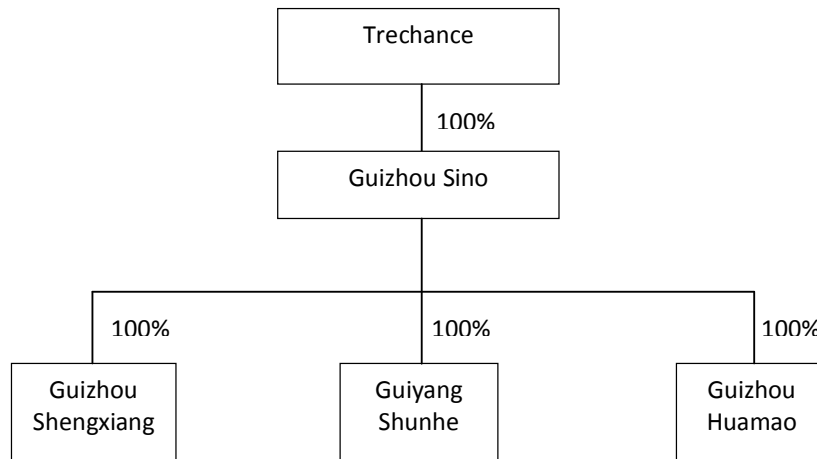 Trechance
100%
Guizhou Sino
100%
100%
100%
Guizhou
Shengxiang
Guiyang
Shunhe
Guizhou
Huamao